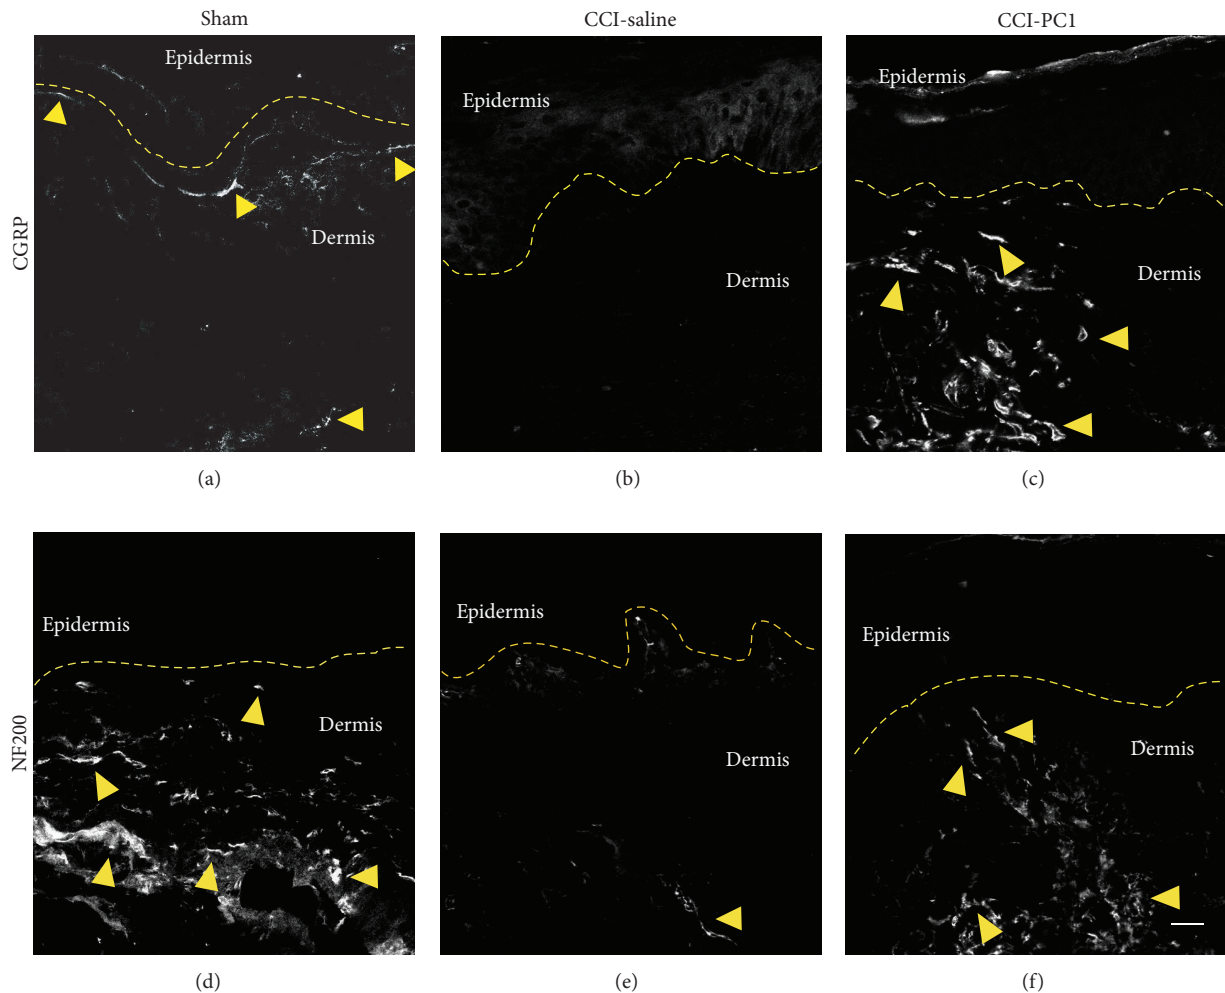 Sham
CCI-saline
CCI-PC1
CGRP
Epidermis
Dermis
(a)
Epidermis
Dermis
(b)
Epidermis
Dermis
(c)
NF200
Epidermis
Dermis
(d)
Epidermis
Dermis
(e)
Epidermis
Dermis
(f)